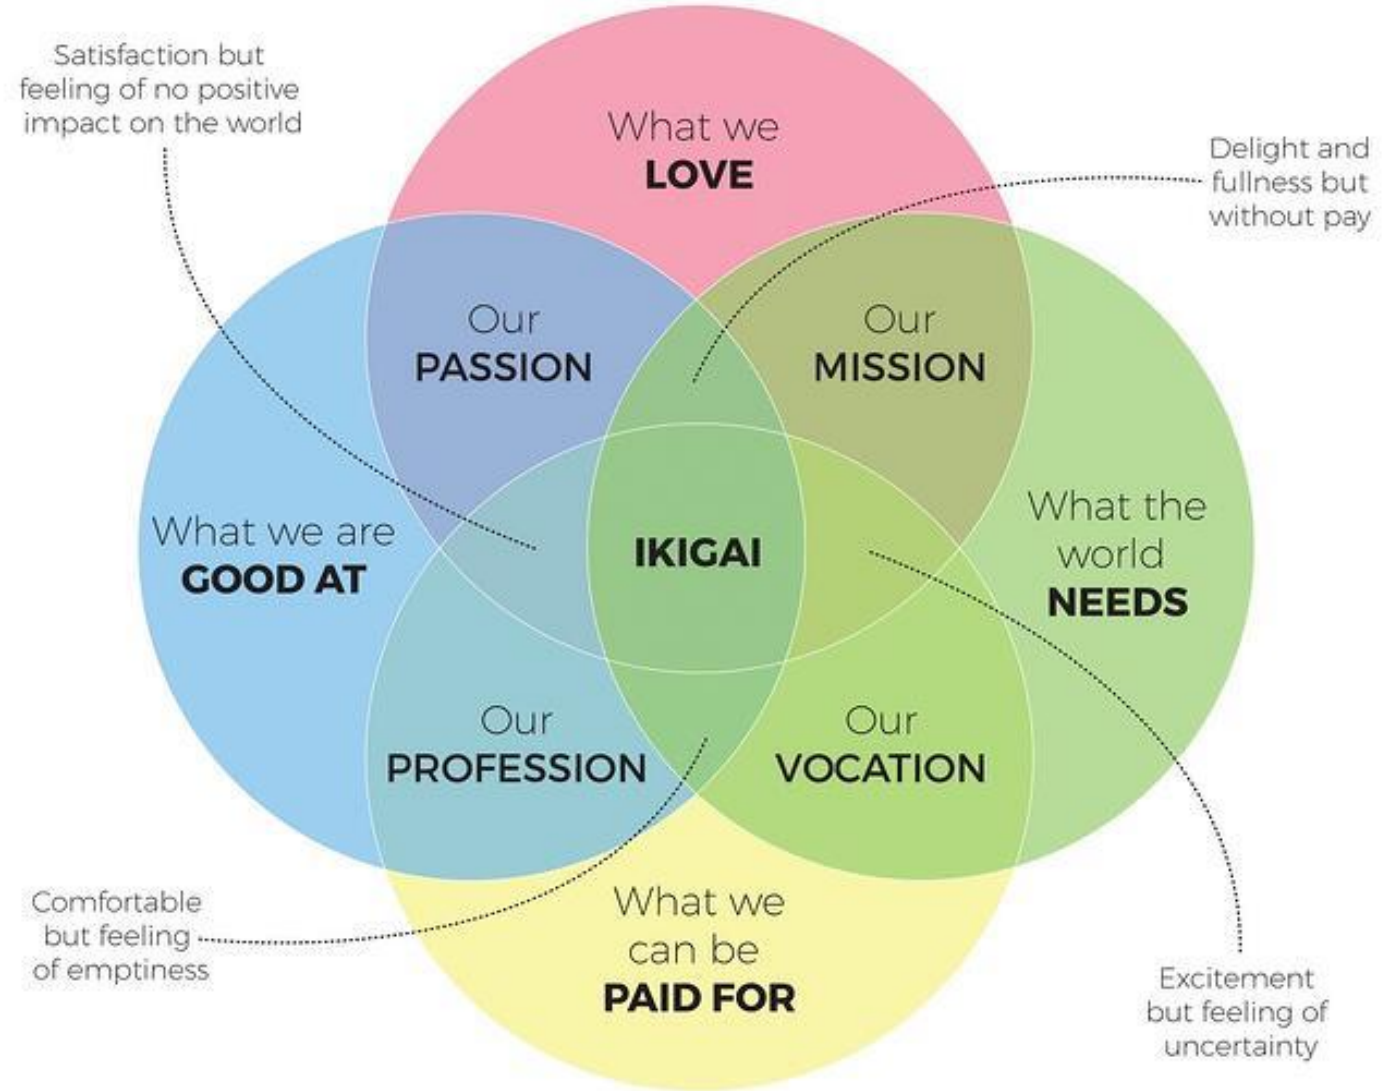 Satisfaction but
feeling of no positive
impact on the world
What we
LOVE
Delight and
fullness but
without pay
Our
PASSION
Our
MISSION
What we are
GOOD AT
IKIGAI
What the
world
NEEDS
Our
PROFESSION
Our
VOCATION
Comfortable
but feeling
of emptiness
What we
can be
PAID FOR
Excitement
but feeling of
uncertainty